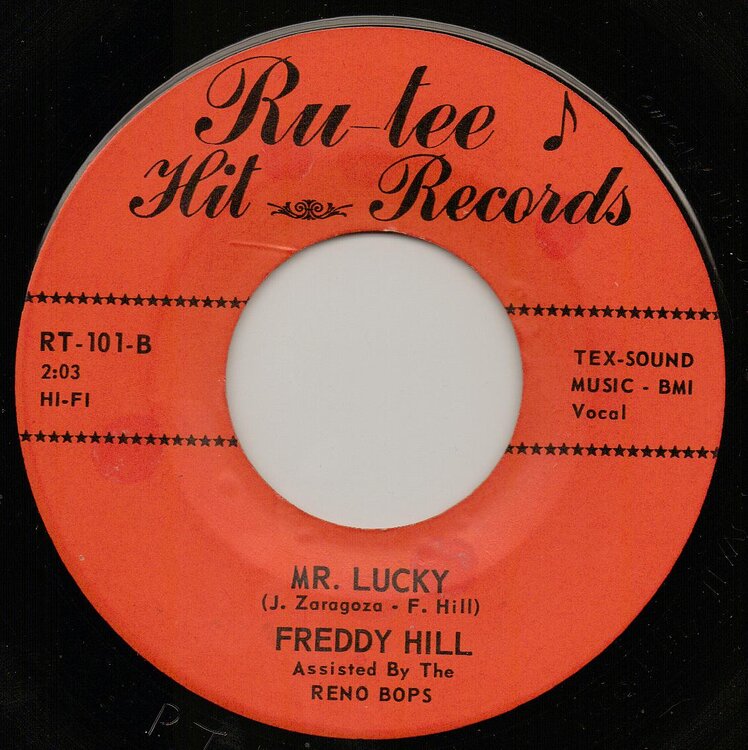 Ru-tee
Hit Records
RT-101-B
2:03
HI-FI
TEX-SOUND
MUSIC - BMI
Vocal
MR. LUCKY
(J. Zaragoza - F. Hill)
FREDDY HILL
Assisted By The
RENO BOPS